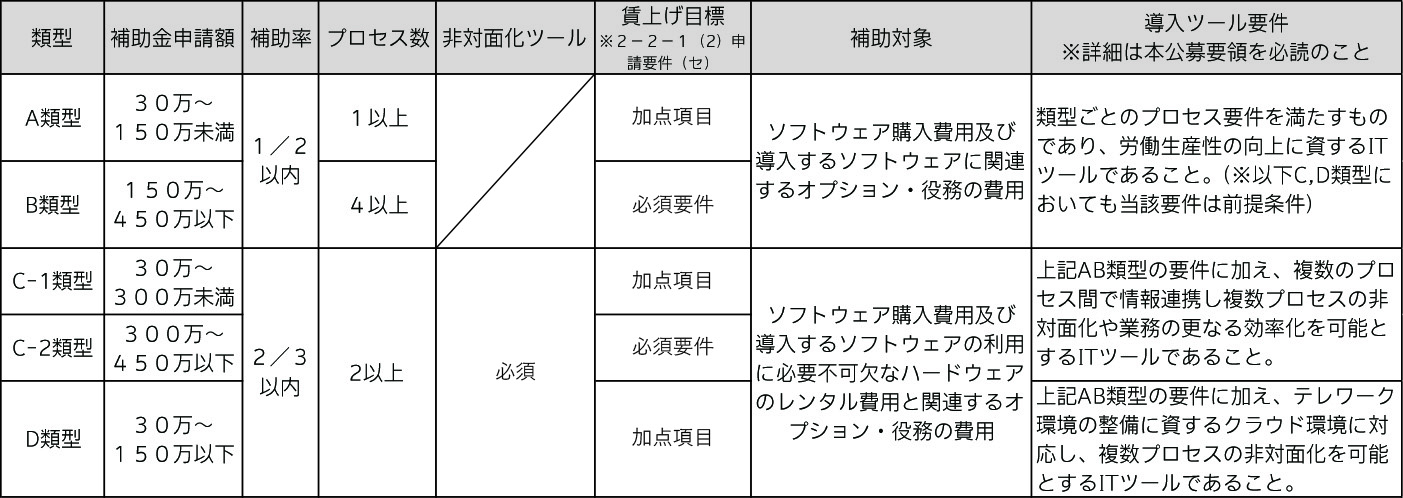 類型
補助金申請額
補助率
プロセス数
非対面化ツール
賃上げ目標
※2－2－1（2）申
請要件（セ）
補助対象
導入ツール要件
※詳細は本公募要領を必読のこと
A類型
３０万～
１５０万未満
１／２
以内
１以上
加点項目
ソフトウェア購入費用及び
導入するソフトウェアに関連
するオプション・役務の費用
類型ごとのプロセス要件を満たすもの
であり、労働生産性の向上に資するIT
ツールであること。（※以下C,D類型に
おいても当該要件は前提条件）
B類型
１５０万～
４５０万以下
４以上
必須要件
C-1類型
３０万～
３００万未満
２／３
以内
2以上
必須
加点項目
ソフトウェア購入費用及び
導入するソフトウェアの利用
に必要不可欠なハードウェア
のレンタル費用と関連するオ
プション・役務の費用
上記AB類型の要件に加え、複数のプロ
セス間で情報連携し複数プロセスの非
対面化や業務の更なる効率化を可能と
するITツールであること。
C-2類型
３００万～
４５０万以下
必須要件
D類型
３０万～
１５０万以下
加点項目
上記AB類型の要件に加え、テレワーク
環境の整備に資するクラウド環境に対
応し、複数プロセスの非対面化を可能
とするITツールであること。